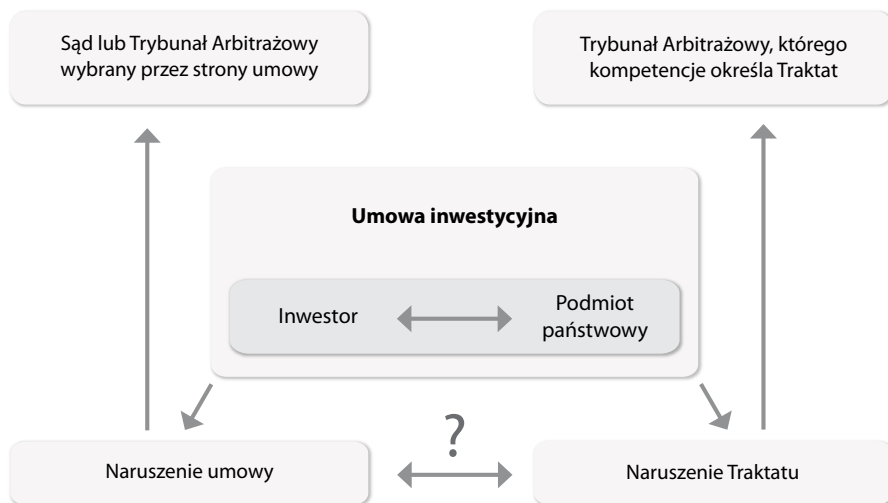 Sąd lub Trybunał Arbitrażowy
wybrany przez strony umowy
Trybunał Arbitrażowy, którego
kompetencje określa Traktat
Umowa inwestycyjna
Inwestor
Podmiot
państwowy
?
Naruszenie umowy
Naruszenie Traktatu